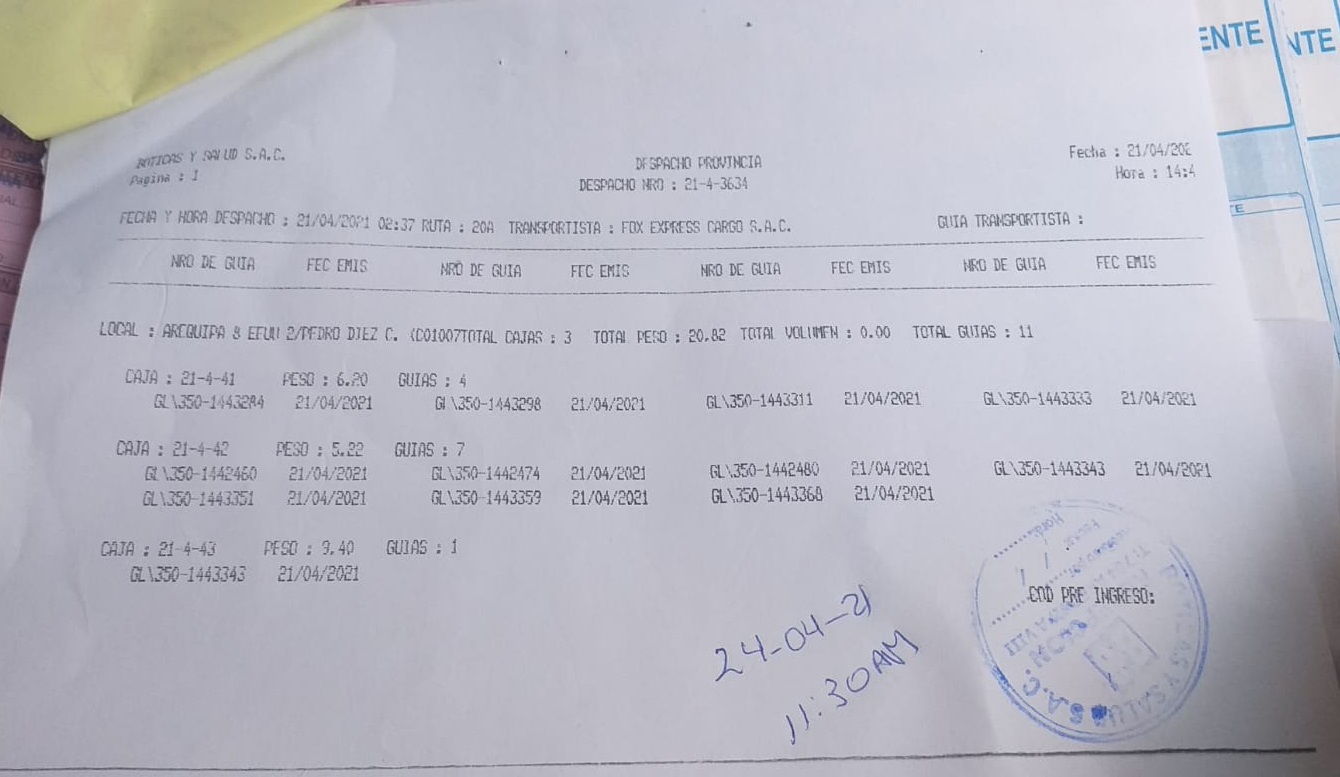 ENTE NTE
BOTICAS Y SALUD S.A.C.
Pagina : 1
DESPACHO PROVINCIA
DESPACHO NRO : 21-4-3634
Fecha : 21/04/202
Hora : 14:4
FECHA Y HORA DESPACHO : 21/04/2021 02:37 RUTA : 20A TRANSPORTISTA : FOX EXPRESS CARGO S.A.C. GUIA TRANSPORTISTA :
NRO DE GUIA FEC EMIS NRO DE GUIA FEC EMIS NRO DE GUIA FEC EMIS NRO DE GUIA FEC EMIS
LOCAL : AREQUIPA 8 EFUN 2/PEDRO DIEZ C. (C01007TOTAL CAJAS : 3 TOTAL PESO : 20.82 TOTAL VOLUMEN : 0.00 TOTAL GUIAS : 11
CAJA : 21-4-41 PESO : 6.20 GUIAS : 4
GL\350-1443284 21/04/2021 GL\350-1443298 21/04/2021 GL\350-1443311 21/04/2021 GL\350-1443333 21/04/2021
CAJA : 21-4-42 PESO : 5.22 GUIAS : 7
GL\350-1442460 21/04/2021 GL\350-1442474 21/04/2021 GL\350-1442480 21/04/2021 GL\350-1443343 21/04/2021
GL\350-1443351 21/04/2021 GL\350-1443359 21/04/2021 GL\350-1443368 21/04/2021
CAJA : 21-4-43 PESO : 9.40 GUIAS : 1
GL\350-1443343 21/04/2021
COD PRE INGRESO:
24-04-21
11:30AM
BOTICAS Y SALUD S.A.C.
Hora: